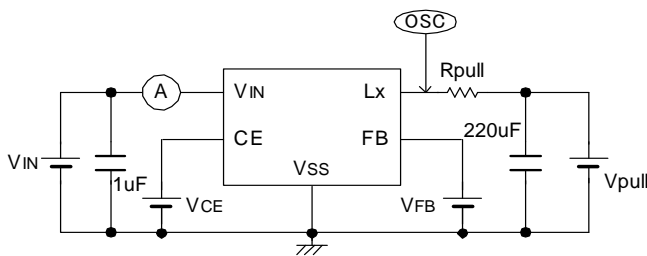 OSC
Rpull
A
VIN
Lx
CE
FB
220uF
VSS
VIN
1uF
VCE
VFB
Vpull